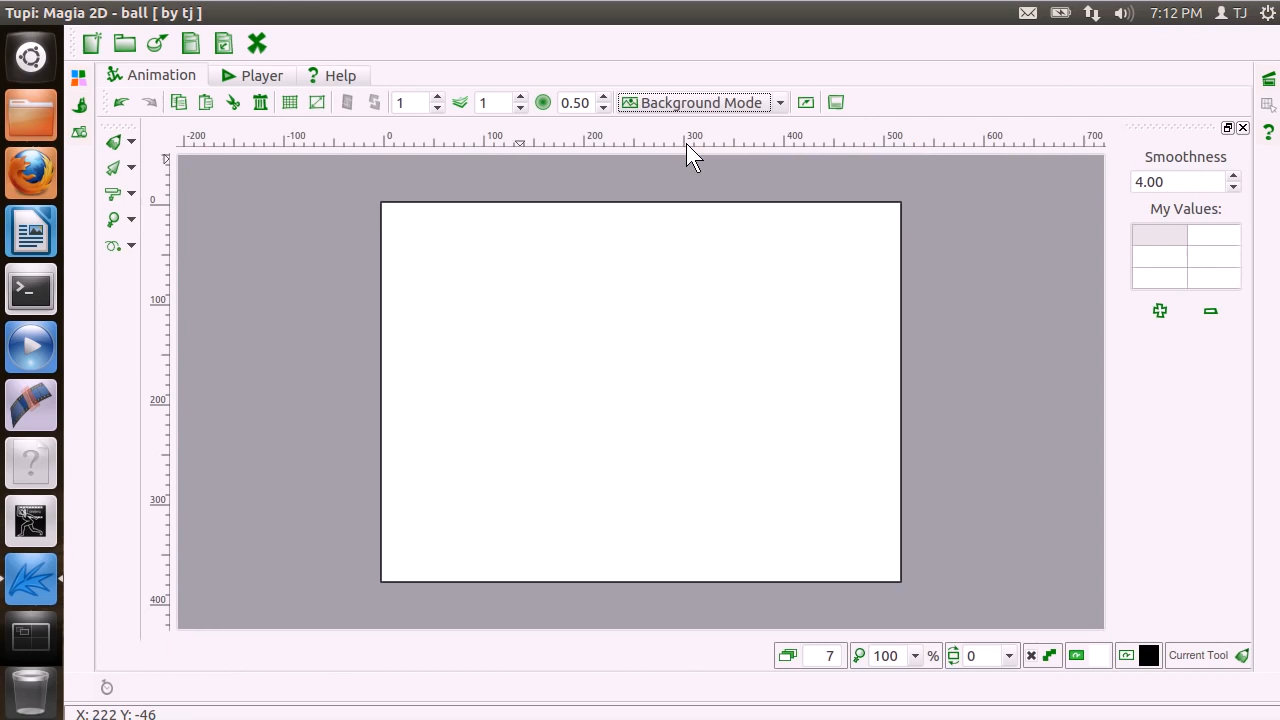 Tupi: Magia 2D - ball [ by tj ]
7:12 PM TJ
Animation Player Help
1 1 0.50 Background Mode
-200 -100 0 100 200 300 400 500 600 700
Smoothness
4.00
My Values:
0
100
200
300
400
7 100 % 0 Current Tool
X: 222 Y: -46